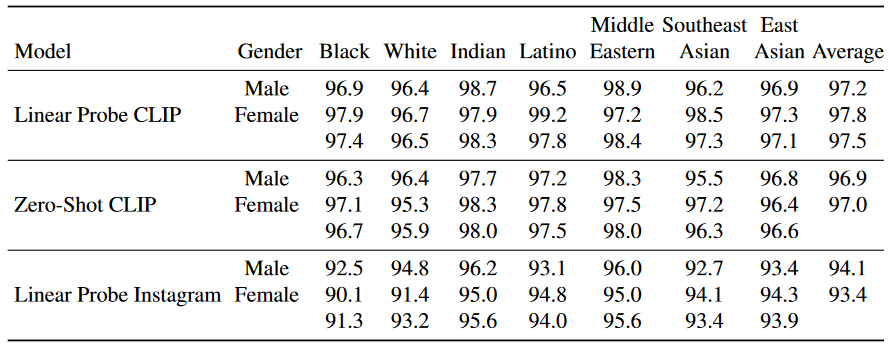 Middle Southeast East
Model Gender Black White Indian Latino Eastern Asian Asian Average
Male 96.9 96.4 98.7 96.5 98.9 96.2 96.9 97.2
Linear Probe CLIP Female 97.9 96.7 97.9 99.2 97.2 98.5 97.3 97.8
97.4 96.5 98.3 97.8 98.4 97.3 97.1 97.5
Male 96.3 96.4 97.7 97.2 98.3 95.5 96.8 96.9
Zero-Shot CLIP Female 97.1 95.3 98.3 97.8 97.5 97.2 96.4 97.0
96.7 95.9 98.0 97.5 98.0 96.3 96.6
Male 92.5 94.8 96.2 93.1 96.0 92.7 93.4 94.1
Linear Probe Instagram Female 90.1 91.4 95.0 94.8 95.0 94.1 94.3 93.4
91.3 93.2 95.6 94.0 95.6 93.4 93.9